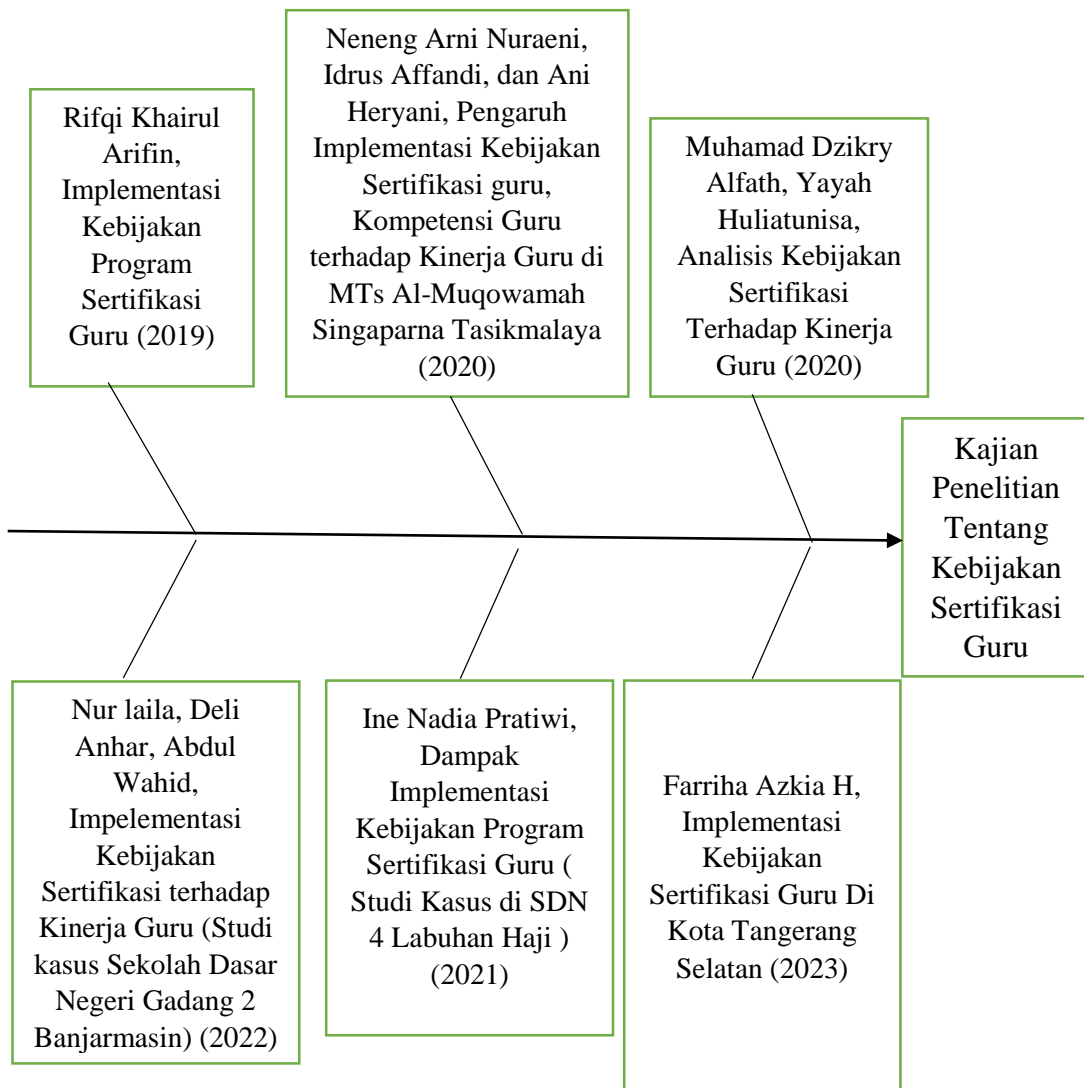 Rifqi Khairul
Arifin,
Implementasi
Kebijakan
Program
Sertifikasi
Guru (2019)
Neneng Arni Nuraeni,
Idrus Affandi, dan Ani
Heryani, Pengaruh
Implementasi Kebijakan
Sertifikasi guru,
Kompetensi Guru
terhadap Kinerja Guru di
MTs Al-Muqowamah
Singaparna Tasikmalaya
(2020)
Muhamad Dzikry
Alfath, Yayah
Huliatunisa,
Analisis Kebijakan
Sertifikasi
Terhadap Kinerja
Guru (2020)
Kajian
Penelitian
Tentang
Kebijakan
Sertifikasi
Guru
Nur laila, Deli
Anhar, Abdul
Wahid,
Impelementasi
Kebijakan
Sertifikasi terhadap
Kinerja Guru (Studi
kasus Sekolah Dasar
Negeri Gadang 2
Banjarmasin) (2022)
Ine Nadia Pratiwi,
Dampak
Implementasi
Kebijakan Program
Sertifikasi Guru (
Studi Kasus di SDN
4 Labuhan Haji )
(2021)
Farriha Azkia H,
Implementasi
Kebijakan
Sertifikasi Guru Di
Kota Tangerang
Selatan (2023)